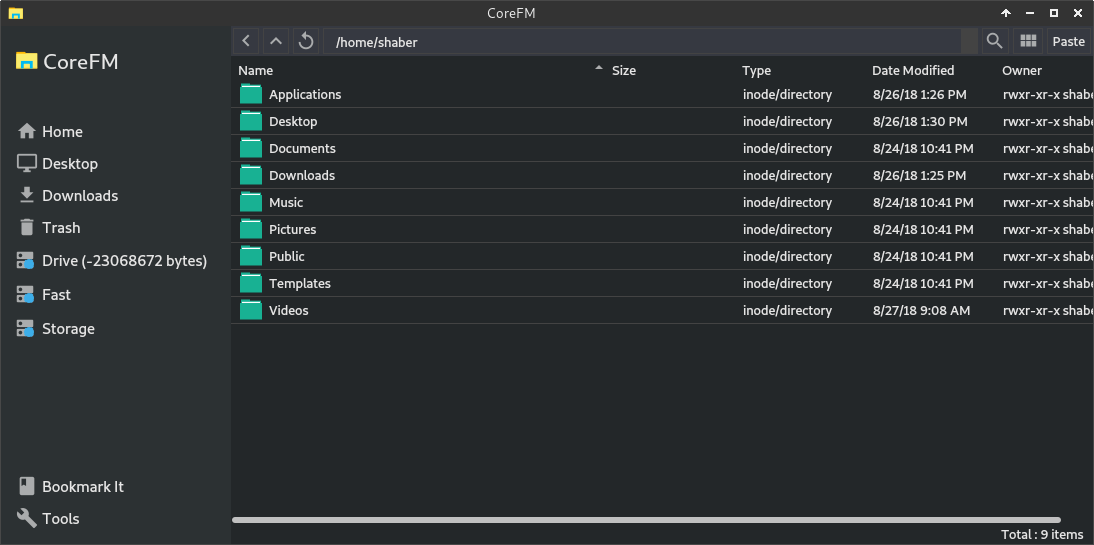 CoreFM
CoreFM
/home/shaber
Paste
Home
Desktop
Downloads
Trash
Drive (-23068672 bytes)
Fast
Storage
Bookmark It
Tools
Name Size Type Date Modified Owner
Applications inode/directory 8/26/18 1:26 PM rwxr-xr-x shabe
Desktop inode/directory 8/26/18 1:30 PM rwxr-xr-x shabe
Documents inode/directory 8/24/18 10:41 PM rwxr-xr-x shabe
Downloads inode/directory 8/26/18 1:25 PM rwxr-xr-x shabe
Music inode/directory 8/24/18 10:41 PM rwxr-xr-x shabe
Pictures inode/directory 8/24/18 10:41 PM rwxr-xr-x shabe
Public inode/directory 8/24/18 10:41 PM rwxr-xr-x shabe
Templates inode/directory 8/24/18 10:41 PM rwxr-xr-x shabe
Videos inode/directory 8/27/18 9:08 AM rwxr-xr-x shabe
Total : 9 items